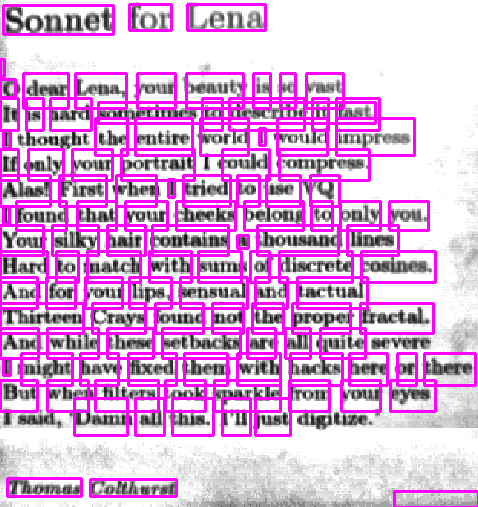 Sonnet for Lena
O dear Lena, your beauty is so vast
It is hard sometimes to describe it fast.
I thought the entire world I would impress
If only your portrait I could compress.
Alas! First when I tried to use VQ
I found that your cheeks belong to only you.
Your silky hair contains a thousand lines
Hard to match with sums of discrete cosines.
And for your lips, sensual and tactual
Thirteen Crays found not the proper fractal.
And while these setbacks are all quite severe
I might have fixed them with hacks here or there
But when filters took sparkle from your eyes
I said, 'Damn all this. I'll just digitize.'
Thomas Colthurst